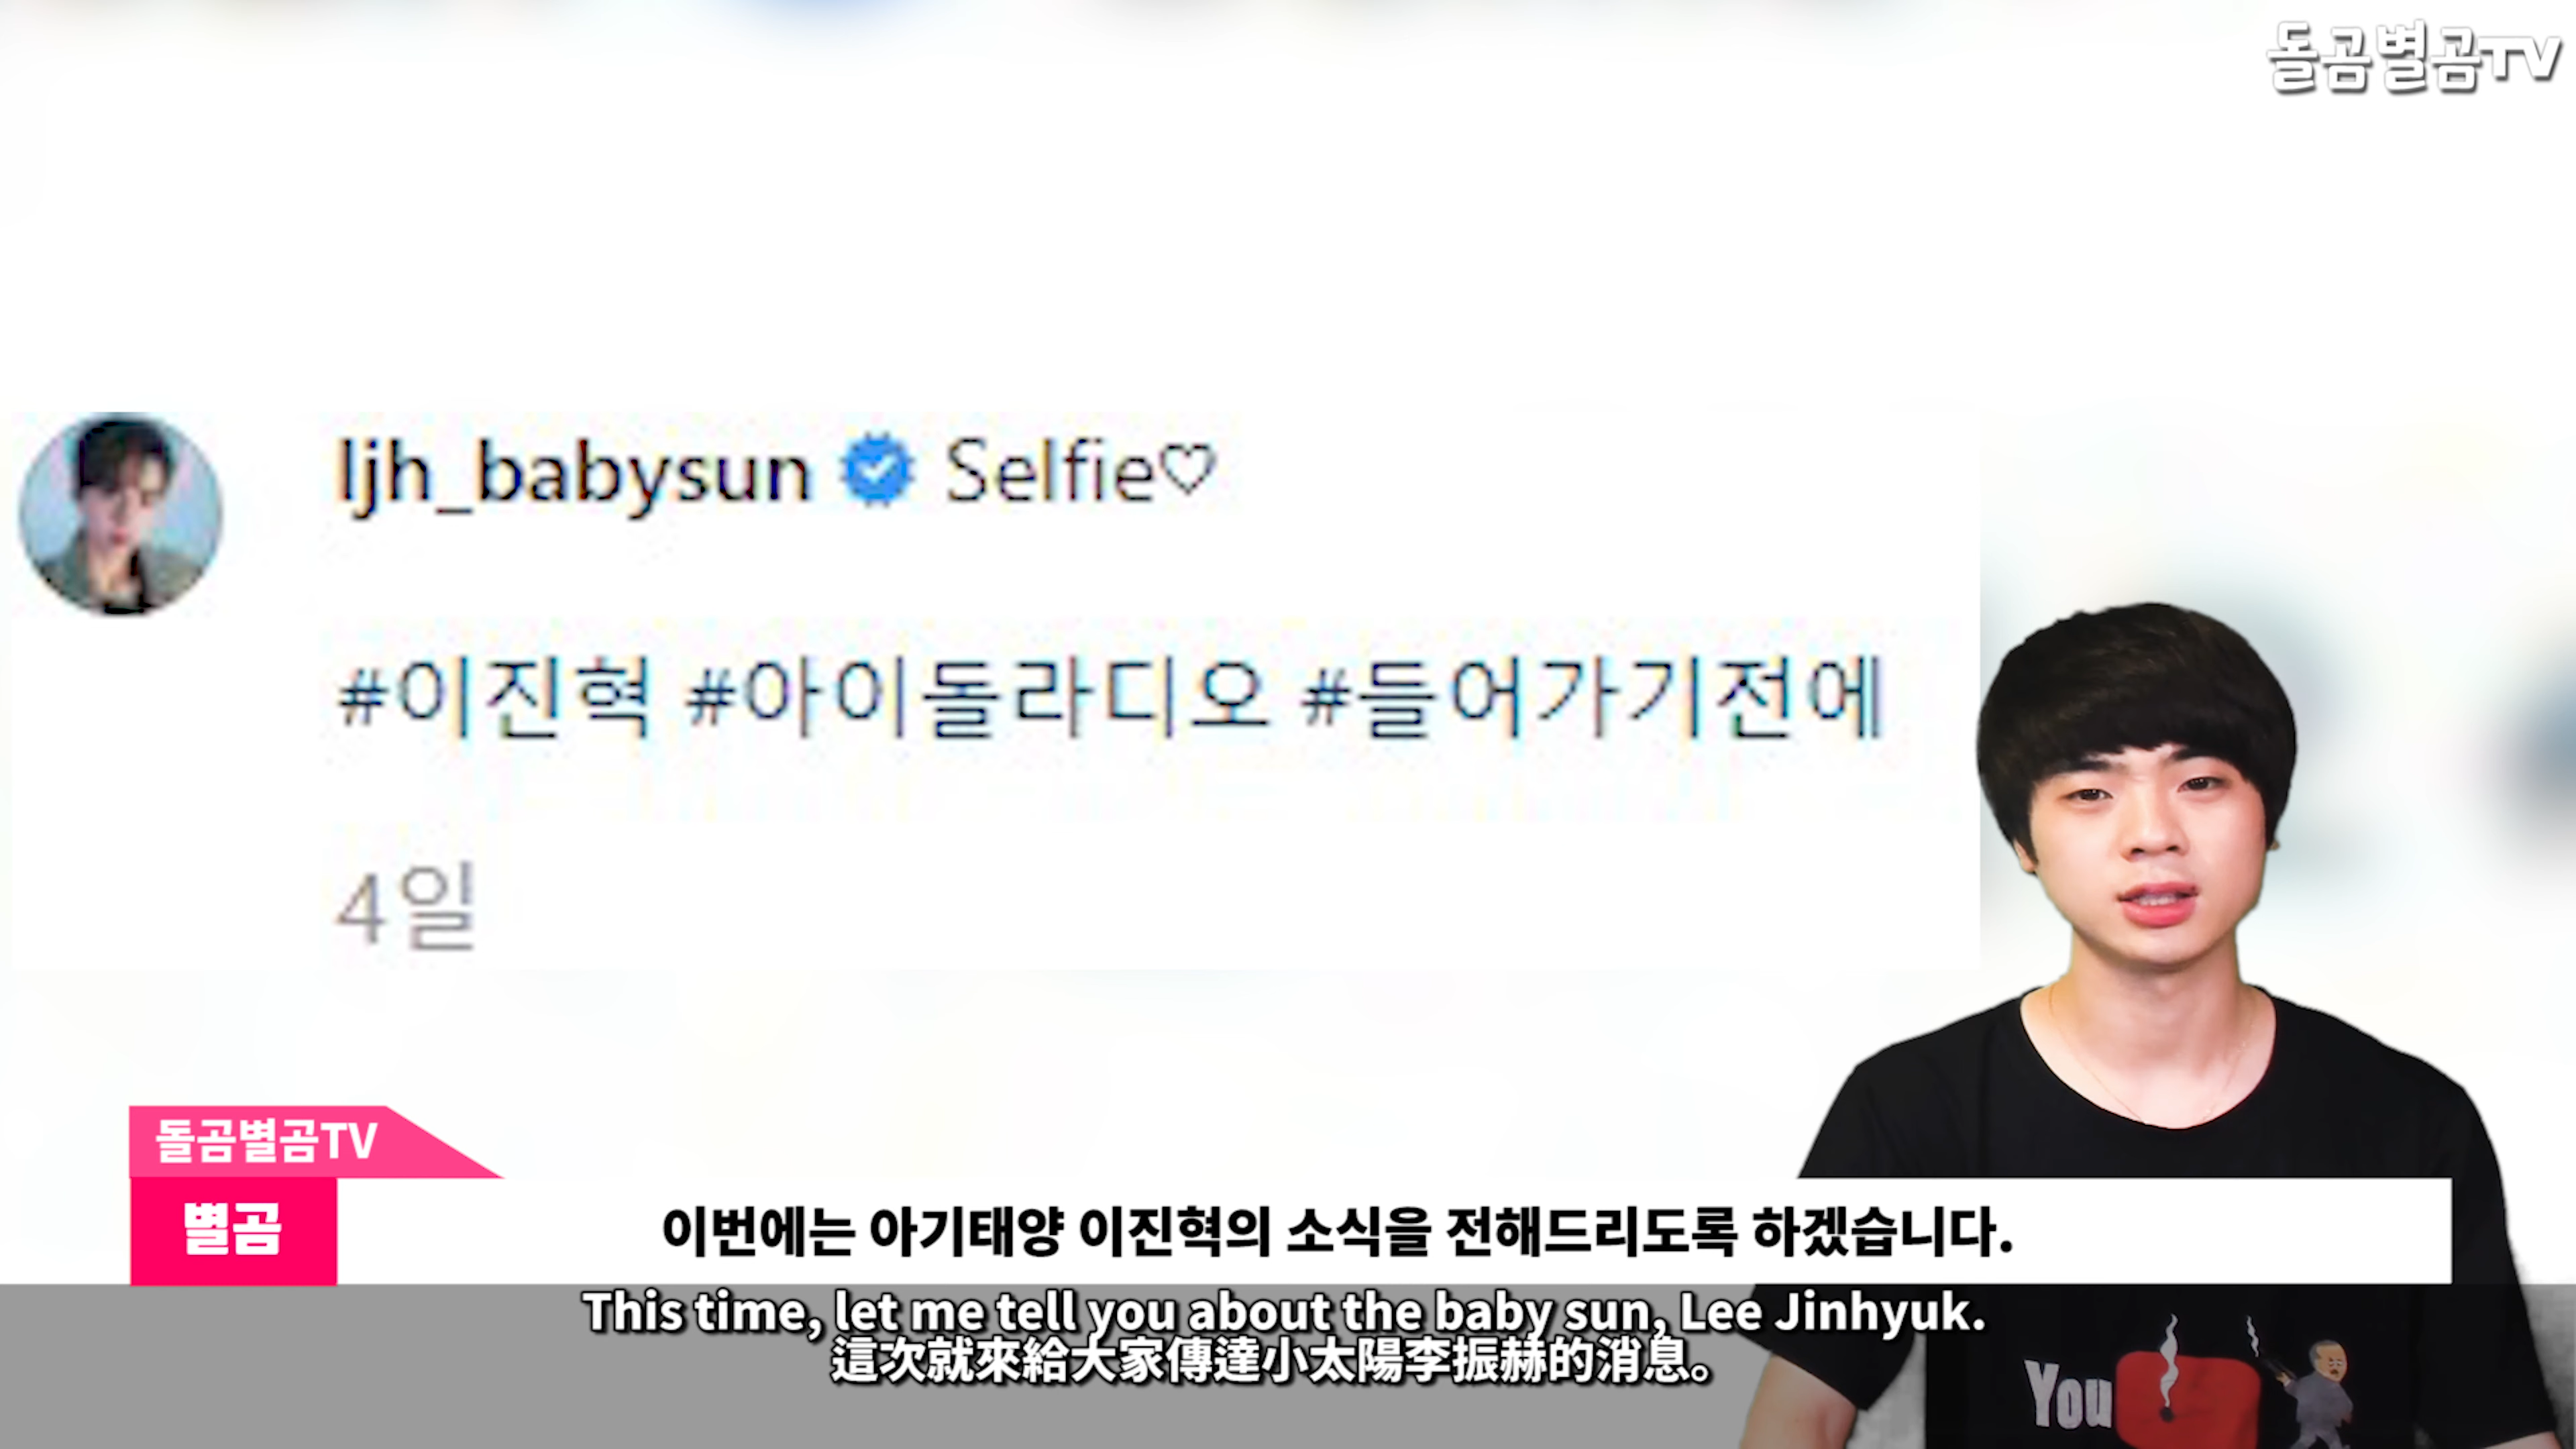 돌곰별곰TV
ljh_babysun Selfie♡
#이진혁 #아이돌라디오 #들어가기전에
4일
돌곰별곰TV
별곰
이번에는 아기태양 이진혁의 소식을 전해드리도록 하겠습니다.
This time, let me tell you about the baby sun, Lee Jinhyuk.
這次就來給大家傳達小太陽李振赫的消息。
You